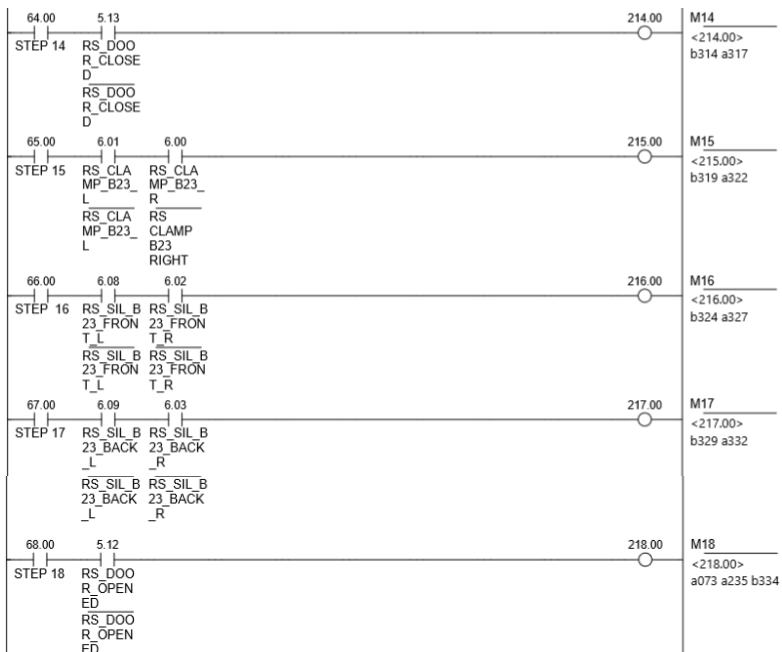 64.00 5.13 214.00 M14
STEP 14 RS_DOO <214.00>
R_CLOSE b314 a317
D
RS_DOO
R_CLOSE
D
65.00 6.01 6.00 215.00 M15
STEP 15 RS_CLA RS_CLA <215.00>
MP_B23_ MP_B23_ b319 a322
L R
RS_CLA RS
MP_B23_ CLAMP
L B23
RIGHT
66.00 6.08 6.02 216.00 M16
STEP 16 RS_SIL_B RS_SIL_B <216.00>
23_FRON 23_FRON b324 a327
T_L T_R
RS_SIL_B RS_SIL_B
23_FRON 23_FRON
T_L T_R
67.00 6.09 6.03 217.00 M17
STEP 17 RS_SIL_B RS_SIL_B <217.00>
23_BACK 23_BACK b329 a332
_L _R
RS_SIL_B RS_SIL_B
23_BACK 23_BACK
_L _R
68.00 5.12 218.00 M18
STEP 18 RS_DOO <218.00>
R_OPEN a073 a235 b334
ED
RS_DOO
R_OPEN
ED